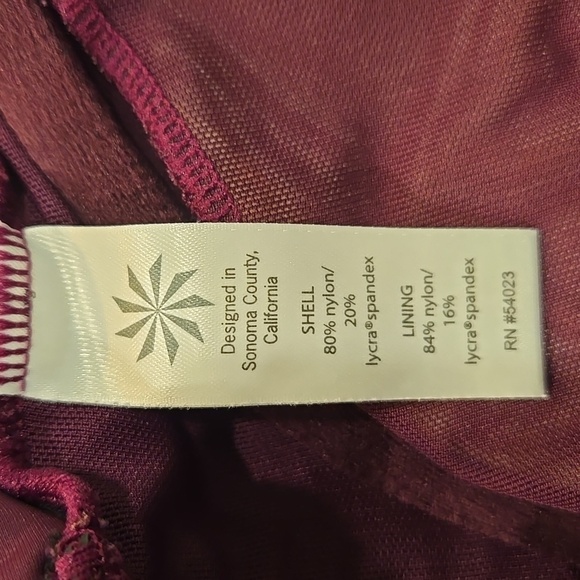 Designed in
Sonoma County,
California
SHELL
80% nylon/
20%
lycra®spandex
LINING
84% nylon/
16%
lycra®spandex
RN #54023